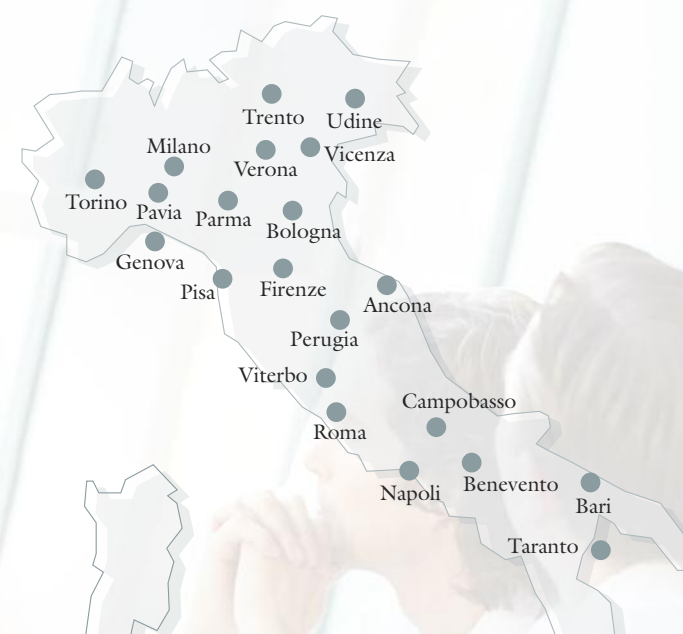 Trento
Udine
Milano
Vicenza
Verona
Torino
Pavia
Parma
Bologna
Genova
Pisa
Firenze
Ancona
Perugia
Viterbo
Campobasso
Roma
Napoli
Benevento
Bari
Taranto